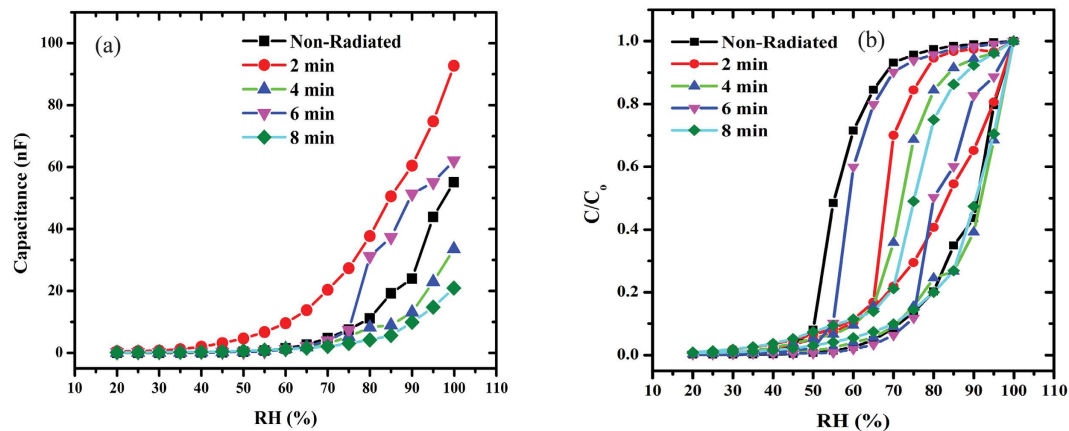 (a)
Non-Radiated
2 min
4 min
6 min
8 min
100
80
60
40
20
0
Capacitance (nF)
10 20 30 40 50 60 70 80 90 100 110
RH (%)
(b)
Non-Radiated
2 min
4 min
6 min
8 min
1.0
0.8
0.6
0.4
0.2
0.0
C/Co
10 20 30 40 50 60 70 80 90 100 110
RH (%)